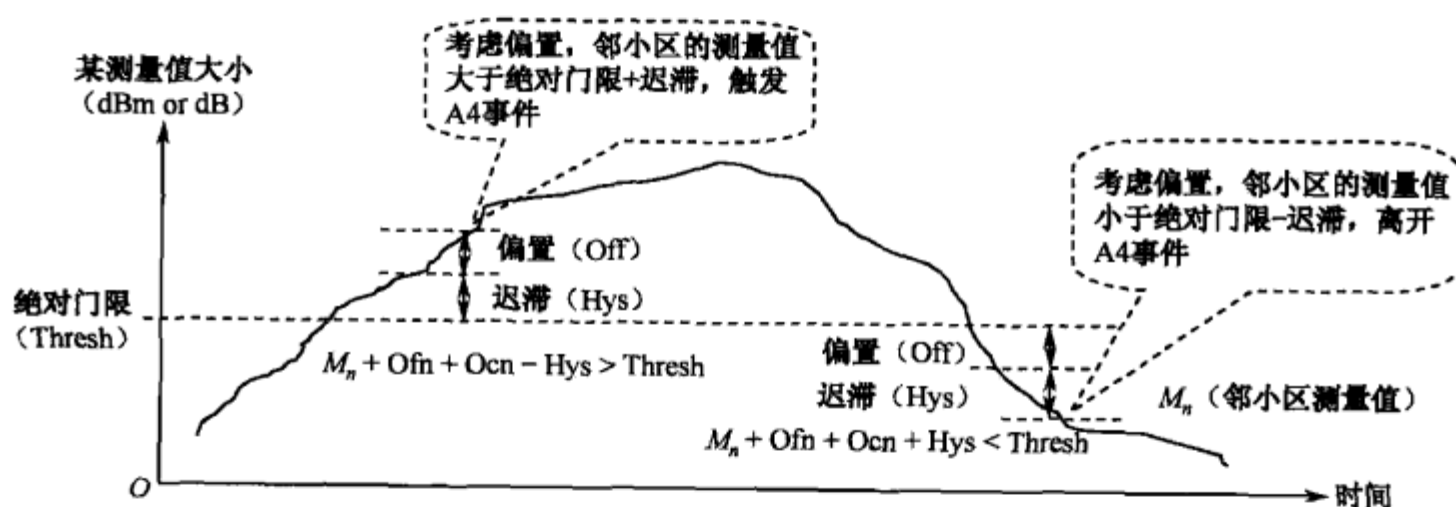 某测量值大小
（dBm or dB）
考虑偏置，邻小区的测量值
大于绝对门限+迟滞，触发
A4事件
考虑偏置，邻小区的测量值
小于绝对门限-迟滞，离开
A4事件
偏置（Off）
迟滞（Hys）
绝对门限
（Thresh）
Mn + Ofn + Ocn − Hys > Thresh
偏置（Off）
迟滞（Hys）
Mn（邻小区测量值）
Mn + Ofn + Ocn + Hys < Thresh
O
时间